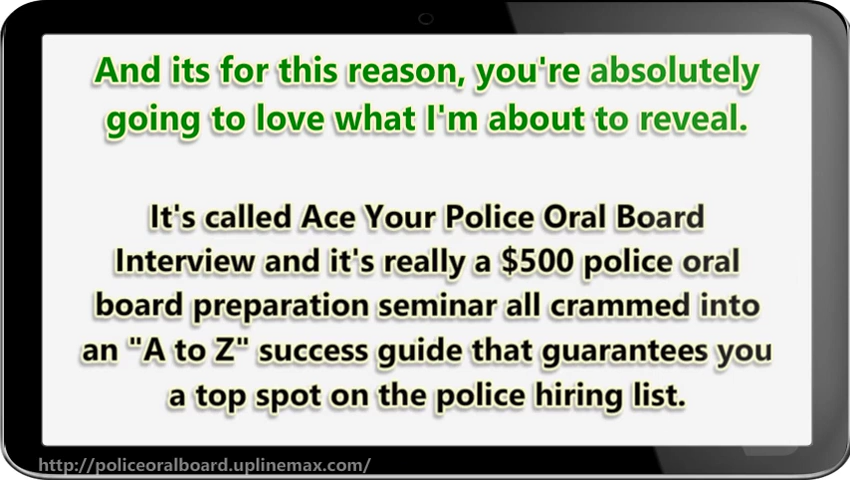 And its for this reason, you're absolutely
going to love what I'm about to reveal.
It's called Ace Your Police Oral Board
Interview and it's really a $500 police oral
board preparation seminar all crammed into
an "A to Z" success guide that guarantees you
a top spot on the police hiring list.
http://policeoralboard.uplinemax.com/